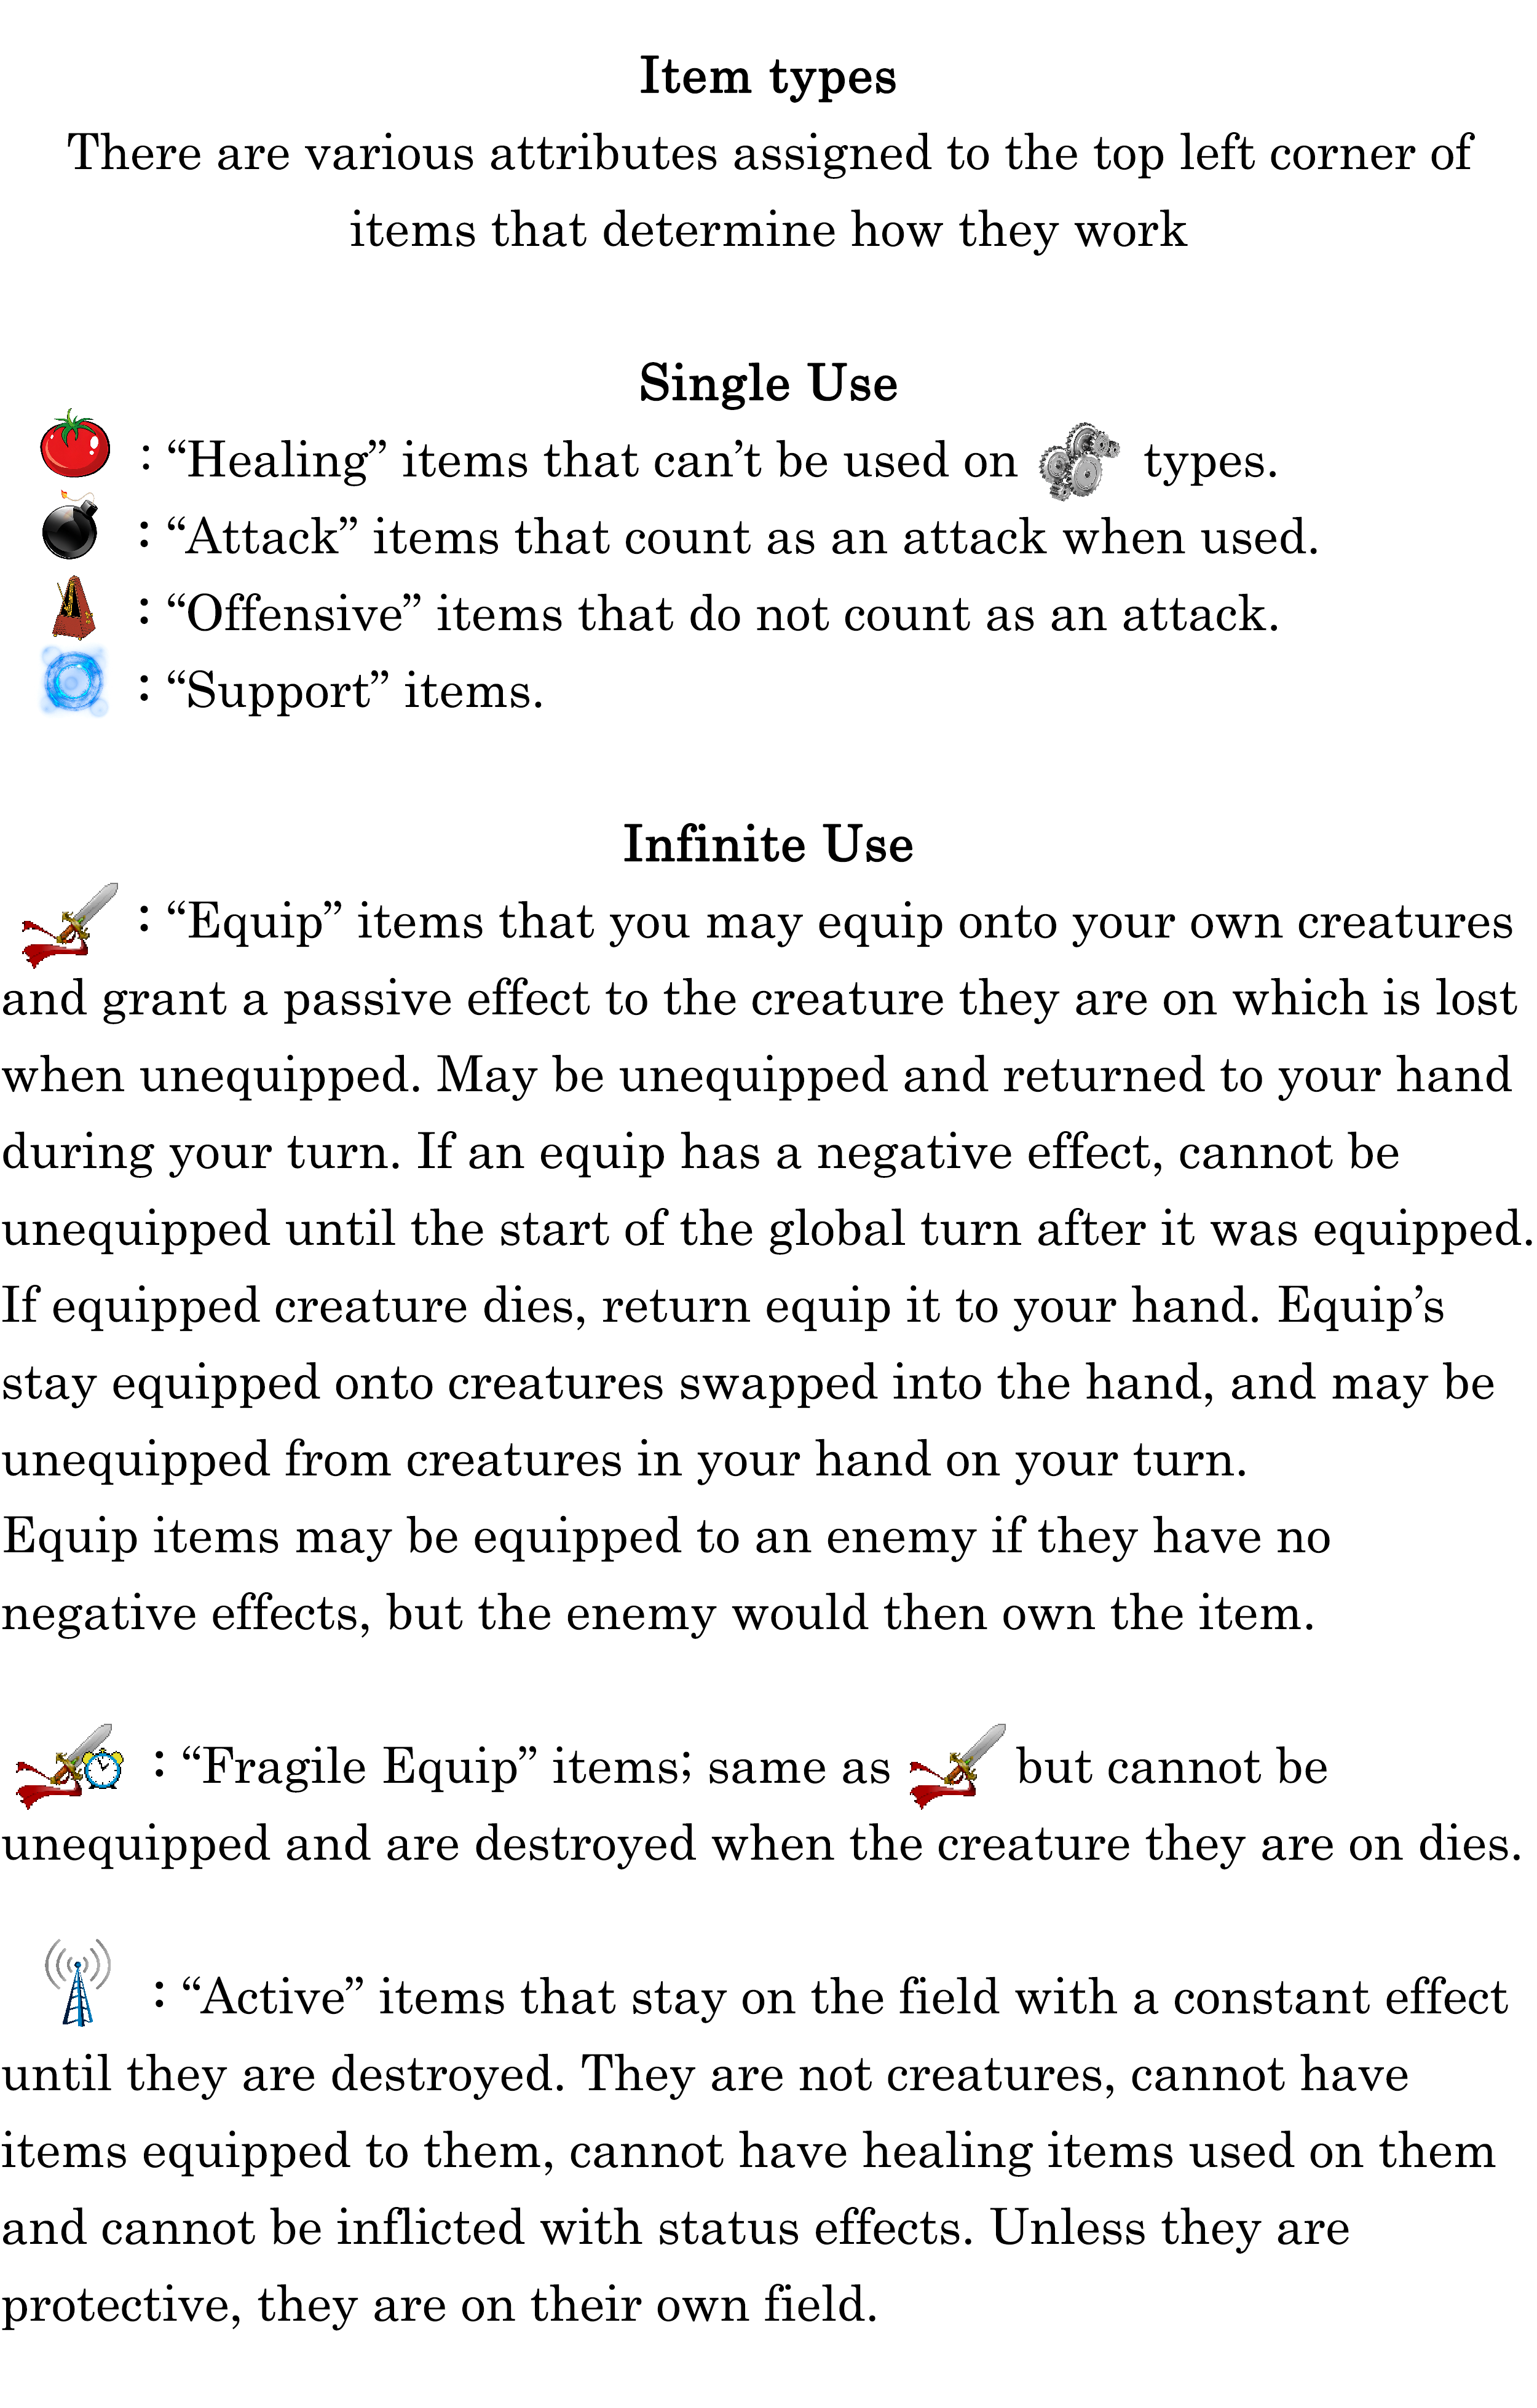 Item types
There are various attributes assigned to the top left corner of
items that determine how they work
Single Use
: “Healing” items that can’t be used on types.
: “Attack” items that count as an attack when used.
: “Offensive” items that do not count as an attack.
: “Support” items.
Infinite Use
: “Equip” items that you may equip onto your own creatures
and grant a passive effect to the creature they are on which is lost
when unequipped. May be unequipped and returned to your hand
during your turn. If an equip has a negative effect, cannot be
unequipped until the start of the global turn after it was equipped.
If equipped creature dies, return equip it to your hand. Equip’s
stay equipped onto creatures swapped into the hand, and may be
unequipped from creatures in your hand on your turn.
Equip items may be equipped to an enemy if they have no
negative effects, but the enemy would then own the item.
: “Fragile Equip” items; same as but cannot be
unequipped and are destroyed when the creature they are on dies.
: “Active” items that stay on the field with a constant effect
until they are destroyed. They are not creatures, cannot have
items equipped to them, cannot have healing items used on them
and cannot be inflicted with status effects. Unless they are
protective, they are on their own field.